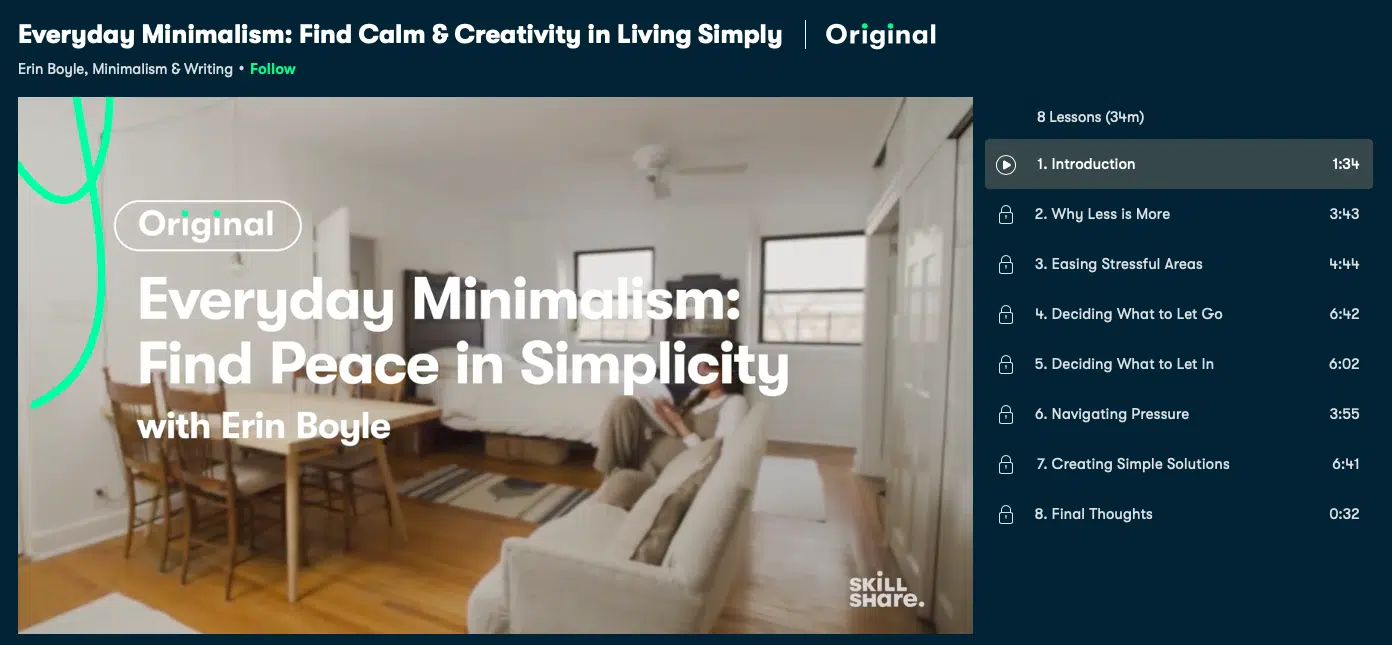 Everyday Minimalism: Find Calm & Creativity in Living Simply | Original
Erin Boyle, Minimalism & Writing • Follow
Original
Everyday Minimalism:
Find Peace in Simplicity
with Erin Boyle
SKILL
SHare.
8 Lessons (34m)
1. Introduction 1:34
2. Why Less is More 3:43
3. Easing Stressful Areas 4:44
4. Deciding What to Let Go 6:42
5. Deciding What to Let In 6:02
6. Navigating Pressure 3:55
7. Creating Simple Solutions 6:41
8. Final Thoughts 0:32